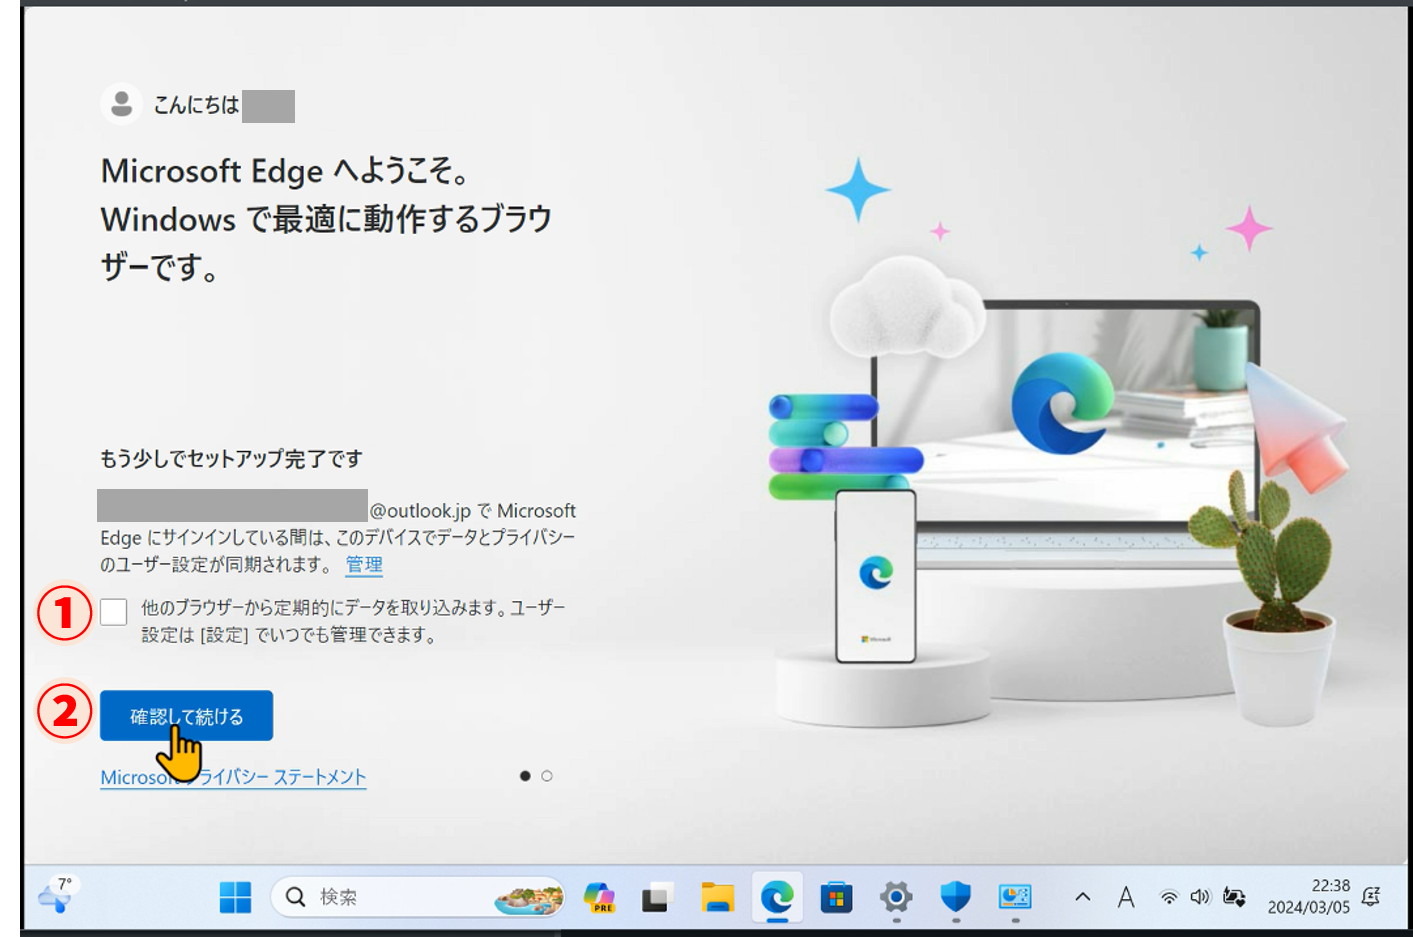 こんにちは
Microsoft Edge へようこそ。
Windows で最適に動作するブラウ
ザーです。
もう少しでセットアップ完了です
@outlook.jp で Microsoft
Edge にサインインしている間は、このデバイスでデータとプライバシー
のユーザー設定が同期されます。 管理
① 他のブラウザーから定期的にデータを取り込みます。ユーザー
設定は [設定] でいつでも管理できます。
② 確認して続ける
Microsoft プライバシー ステートメント
Microsoft
7°
検索
PRE
A
22:38
2024/03/05